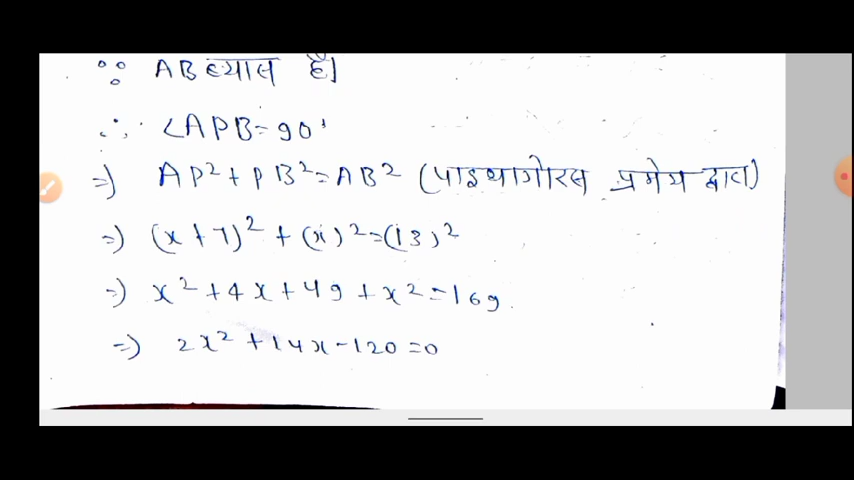 ∵ AB व्यास है।
∴ ∠APB=90°
⇒) AP²+PB²=AB² (पाइथागोरस प्रमेय द्वारा)
⇒) (x+7)²+(x)²=(13)²
⇒) x²+4x+49+x²=169.
⇒) 2x²+14x-120=0